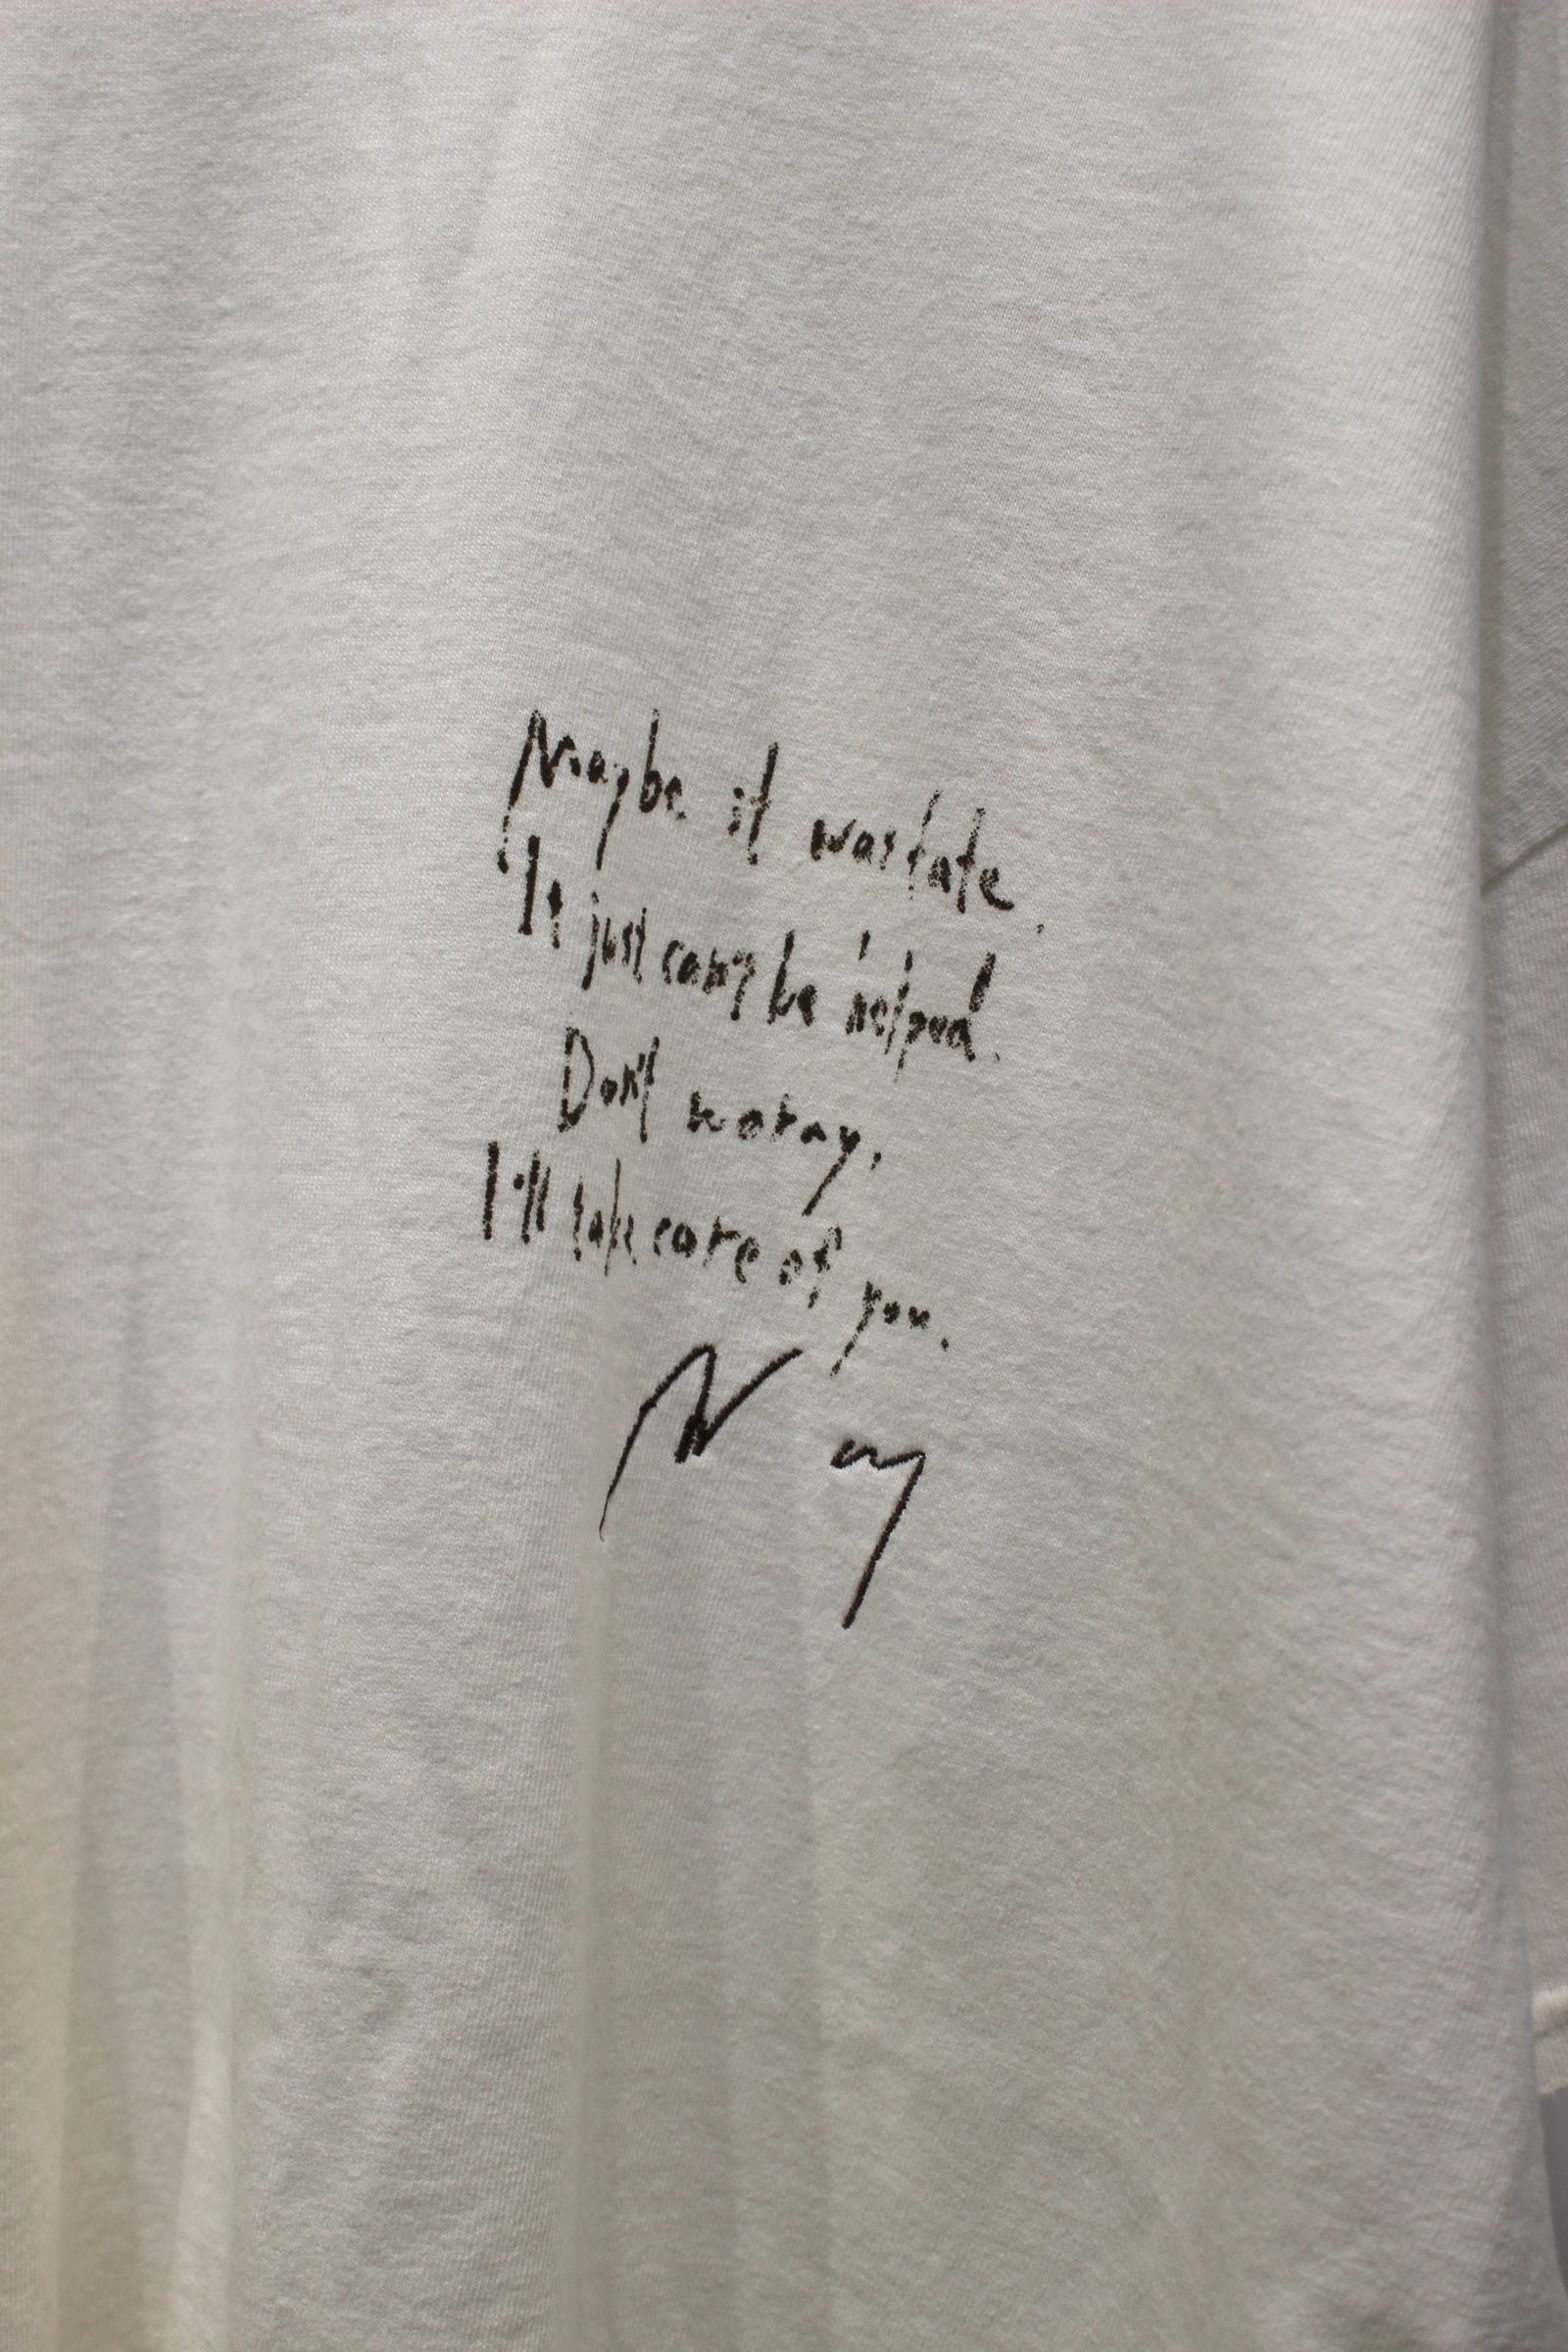 Maybe it was fate.
It just can't be helped.
Don't worry,
I'll take care of you.